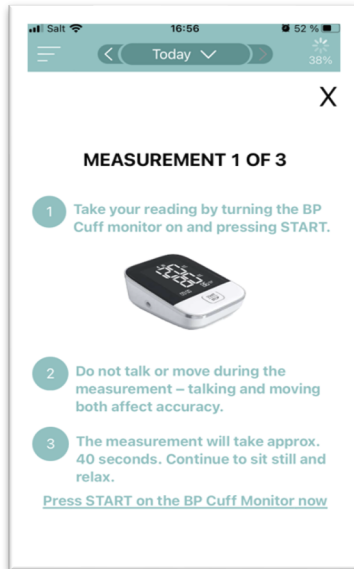 Salt 16:56 52 %
Today
38%
X
MEASUREMENT 1 OF 3
1 Take your reading by turning the BP
Cuff monitor on and pressing START.
2 Do not talk or move during the
measurement – talking and moving
both affect accuracy.
3 The measurement will take approx.
40 seconds. Continue to sit still and
relax.
Press START on the BP Cuff Monitor now